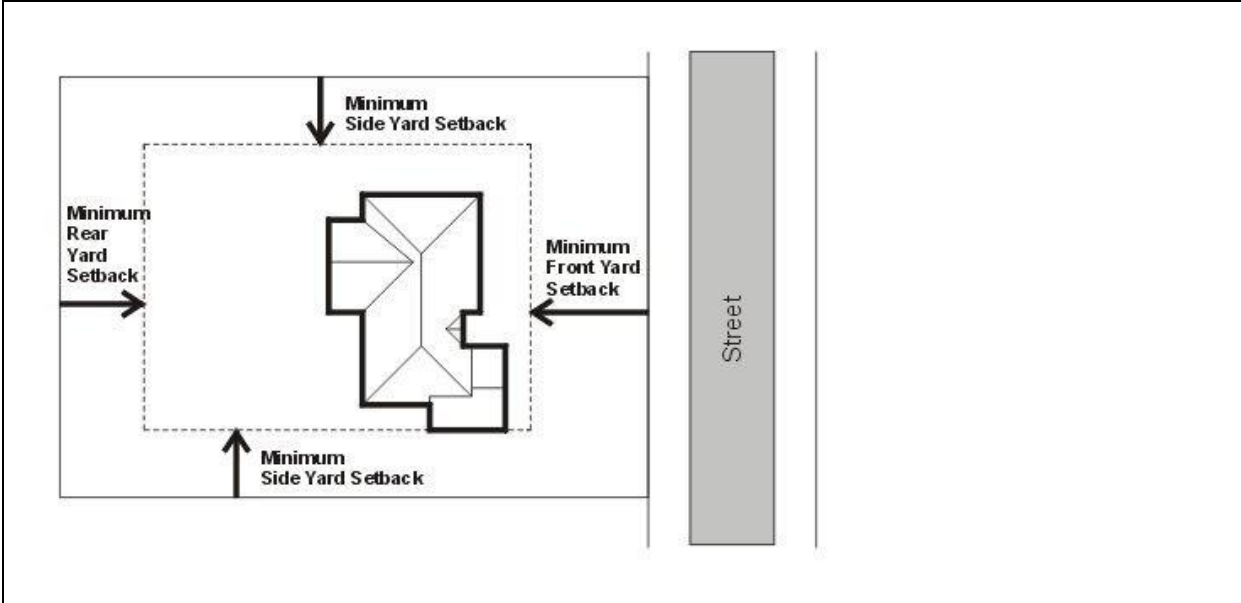 Minimum
Side Yard Setback
Minimum
Rear
Yard
Setback
Minimum
Front Yard
Setback
Street
Minimum
Side Yard Setback